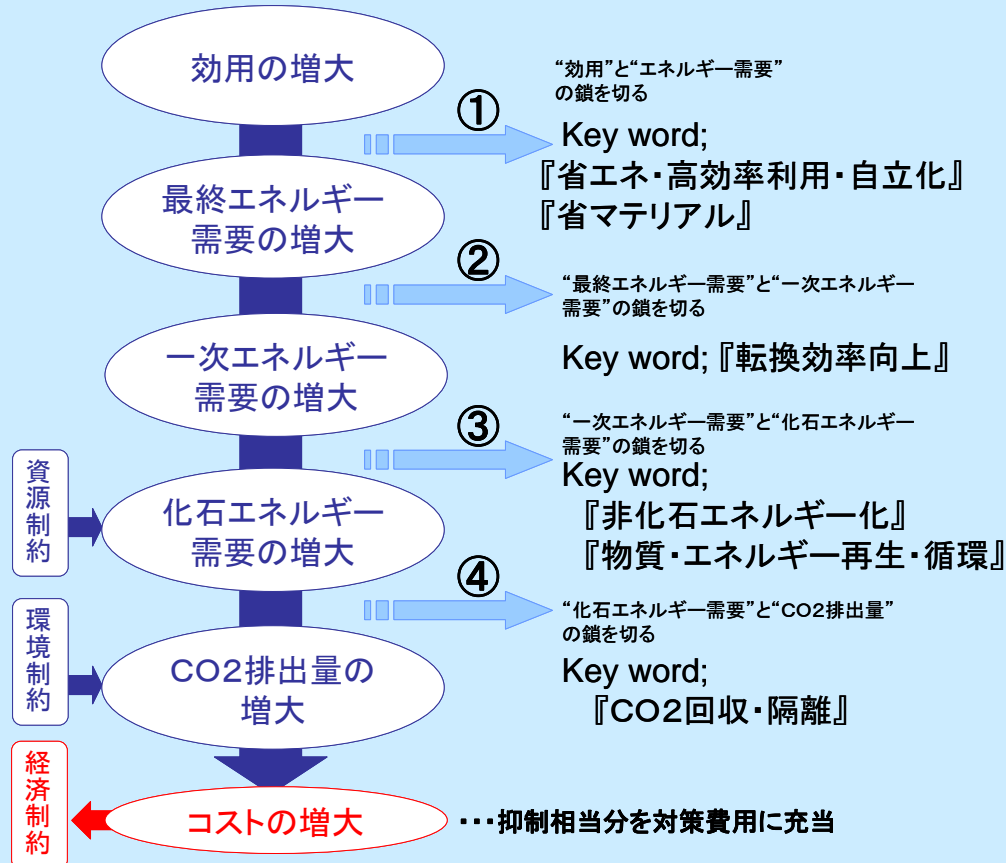 効用の増大
①
“効用”と“エネルギー需要”
の鎖を切る
Key word;
『省エネ・高効率利用・自立化』
『省マテリアル』
最終エネルギー
需要の増大
②
“最終エネルギー需要”と“一次エネルギー
需要”の鎖を切る
Key word;『転換効率向上』
一次エネルギー
需要の増大
③
“一次エネルギー需要”と“化石エネルギー
需要”の鎖を切る
Key word;
『非化石エネルギー化』
『物質・エネルギー再生・循環』
資源制約
化石エネルギー
需要の増大
④
“化石エネルギー需要”と“CO2排出量”
の鎖を切る
Key word;
『CO2回収・隔離』
環境制約
CO2排出量の
増大
経済制約
コストの増大
・・・抑制相当分を対策費用に充当